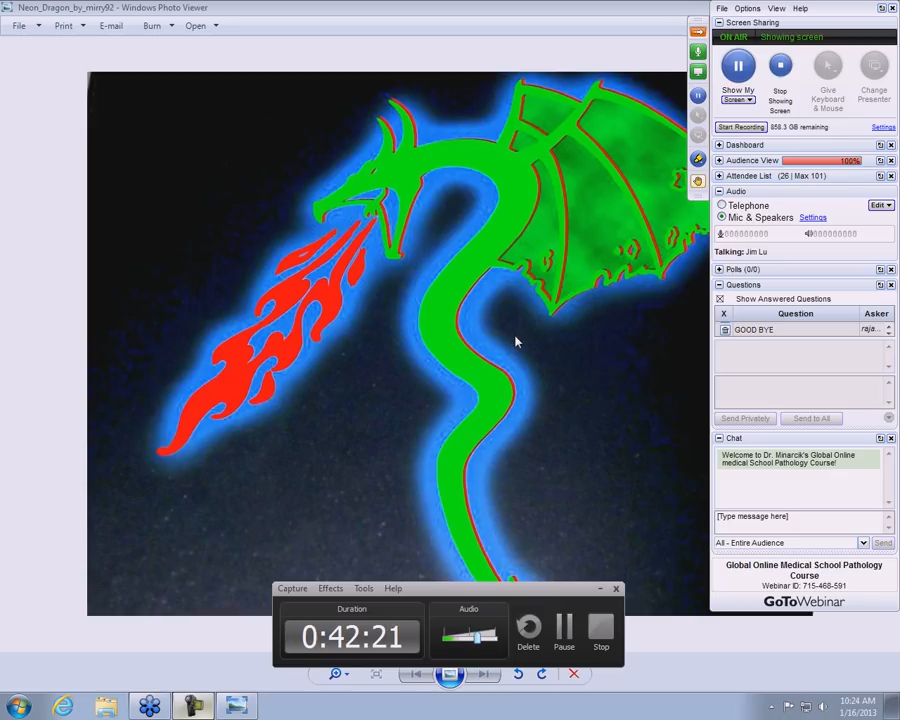 Neon_Dragon_by_mirry92 - Windows Photo Viewer
File Print E-mail Burn Open
File Options View Help
Screen Sharing
ON AIR Showing screen
Show My
Screen
Stop
Showing
Screen
Give
Keyboard
& Mouse
Change
Presenter
Start Recording 858.3 GB remaining Settings
Dashboard
Audience View 100%
Attendee List (26 | Max 101)
Audio
Telephone Edit
Mic & Speakers Settings
Talking: Jim Lu
Polls (0/0)
Questions
Show Answered Questions
X Question Asker
GOOD BYE raja...
Send Privately Send to All
Chat
Welcome to Dr. Minarcik's Global Online
medical School Pathology Course!
[Type message here]
All - Entire Audience Send
Global Online Medical School Pathology
Course
Webinar ID: 715-468-591
GoToWebinar
Capture Effects Tools Help
Duration Audio
0:42:21
Delete Pause Stop
10:24 AM
1/16/2013